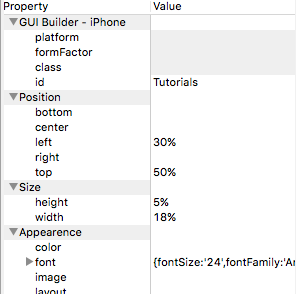 Property Value
GUI Builder - iPhone
platform
formFactor
class
id Tutorials
Position
bottom
center
left 30%
right
top 50%
Size
height 5%
width 18%
Appearance
color
font {fontSize:'24',fontFamily:'Ar
image
layout